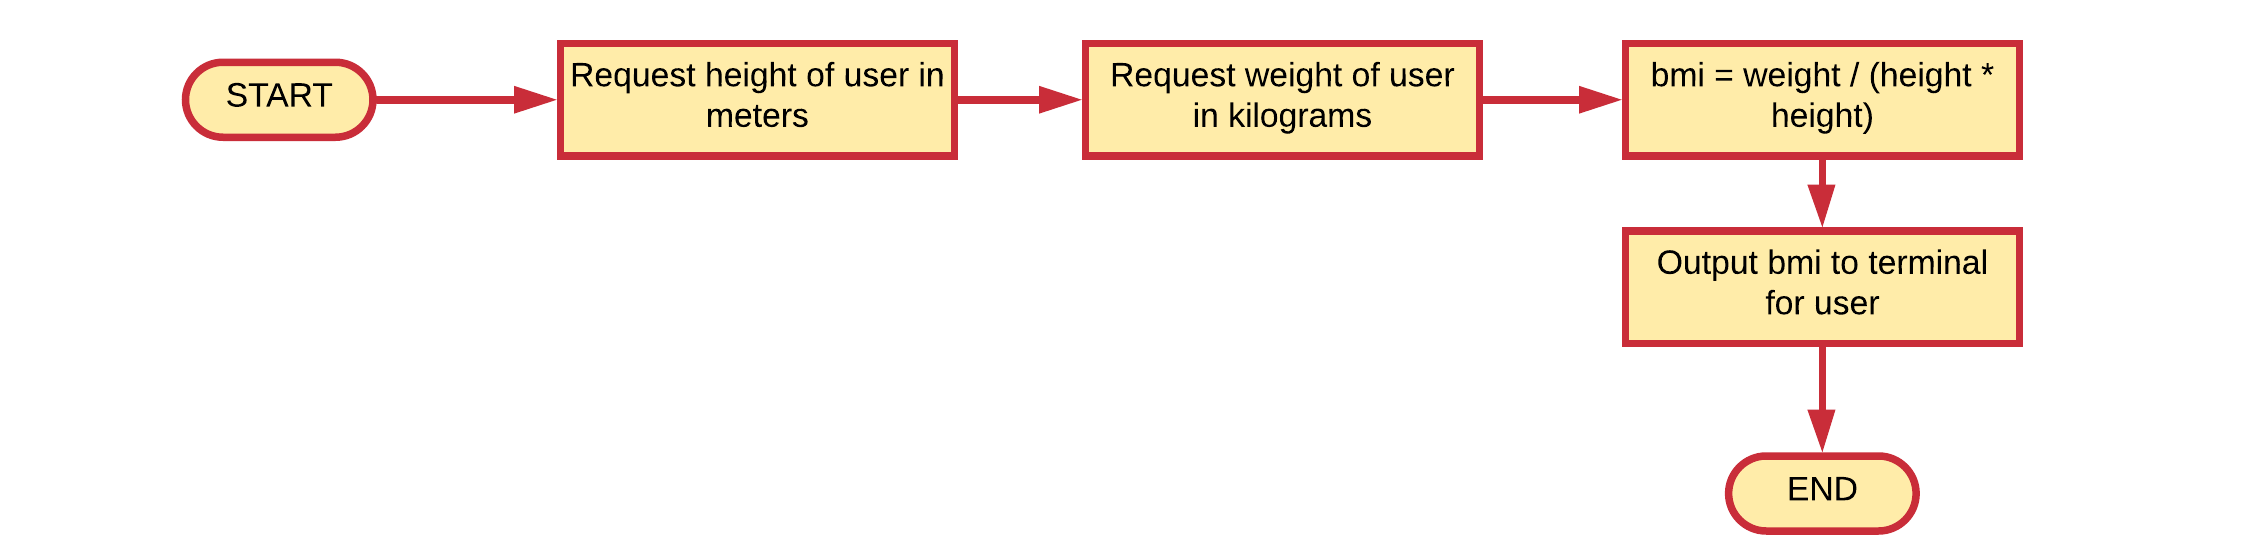 START
Request height of user in
meters
Request weight of user
in kilograms
bmi = weight / (height *
height)
Output bmi to terminal
for user
END